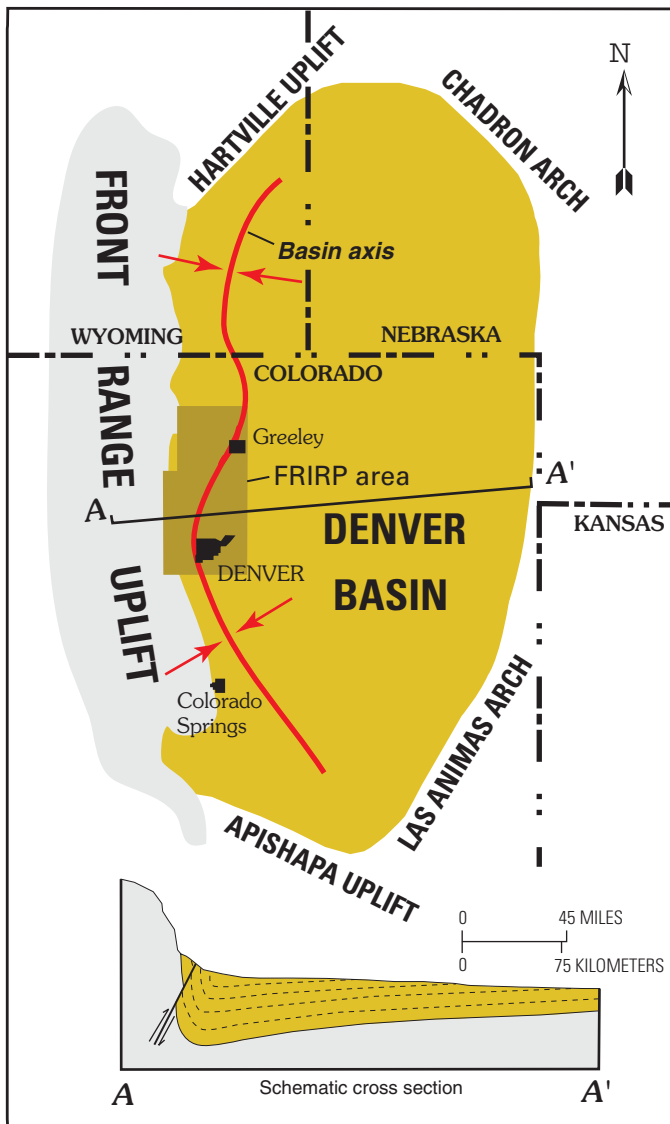 N
HARTVILLE UPLIFT
CHADRON ARCH
FRONT
RANGE
UPLIFT
Basin axis
WYOMING
NEBRASKA
COLORADO
Greeley
FRIRP area
A
A'
KANSAS
DENVER
BASIN
DENVER
Colorado
Springs
LAS ANIMAS ARCH
APISHAPA UPLIFT
0 45 MILES
0 75 KILOMETERS
A
Schematic cross section
A'